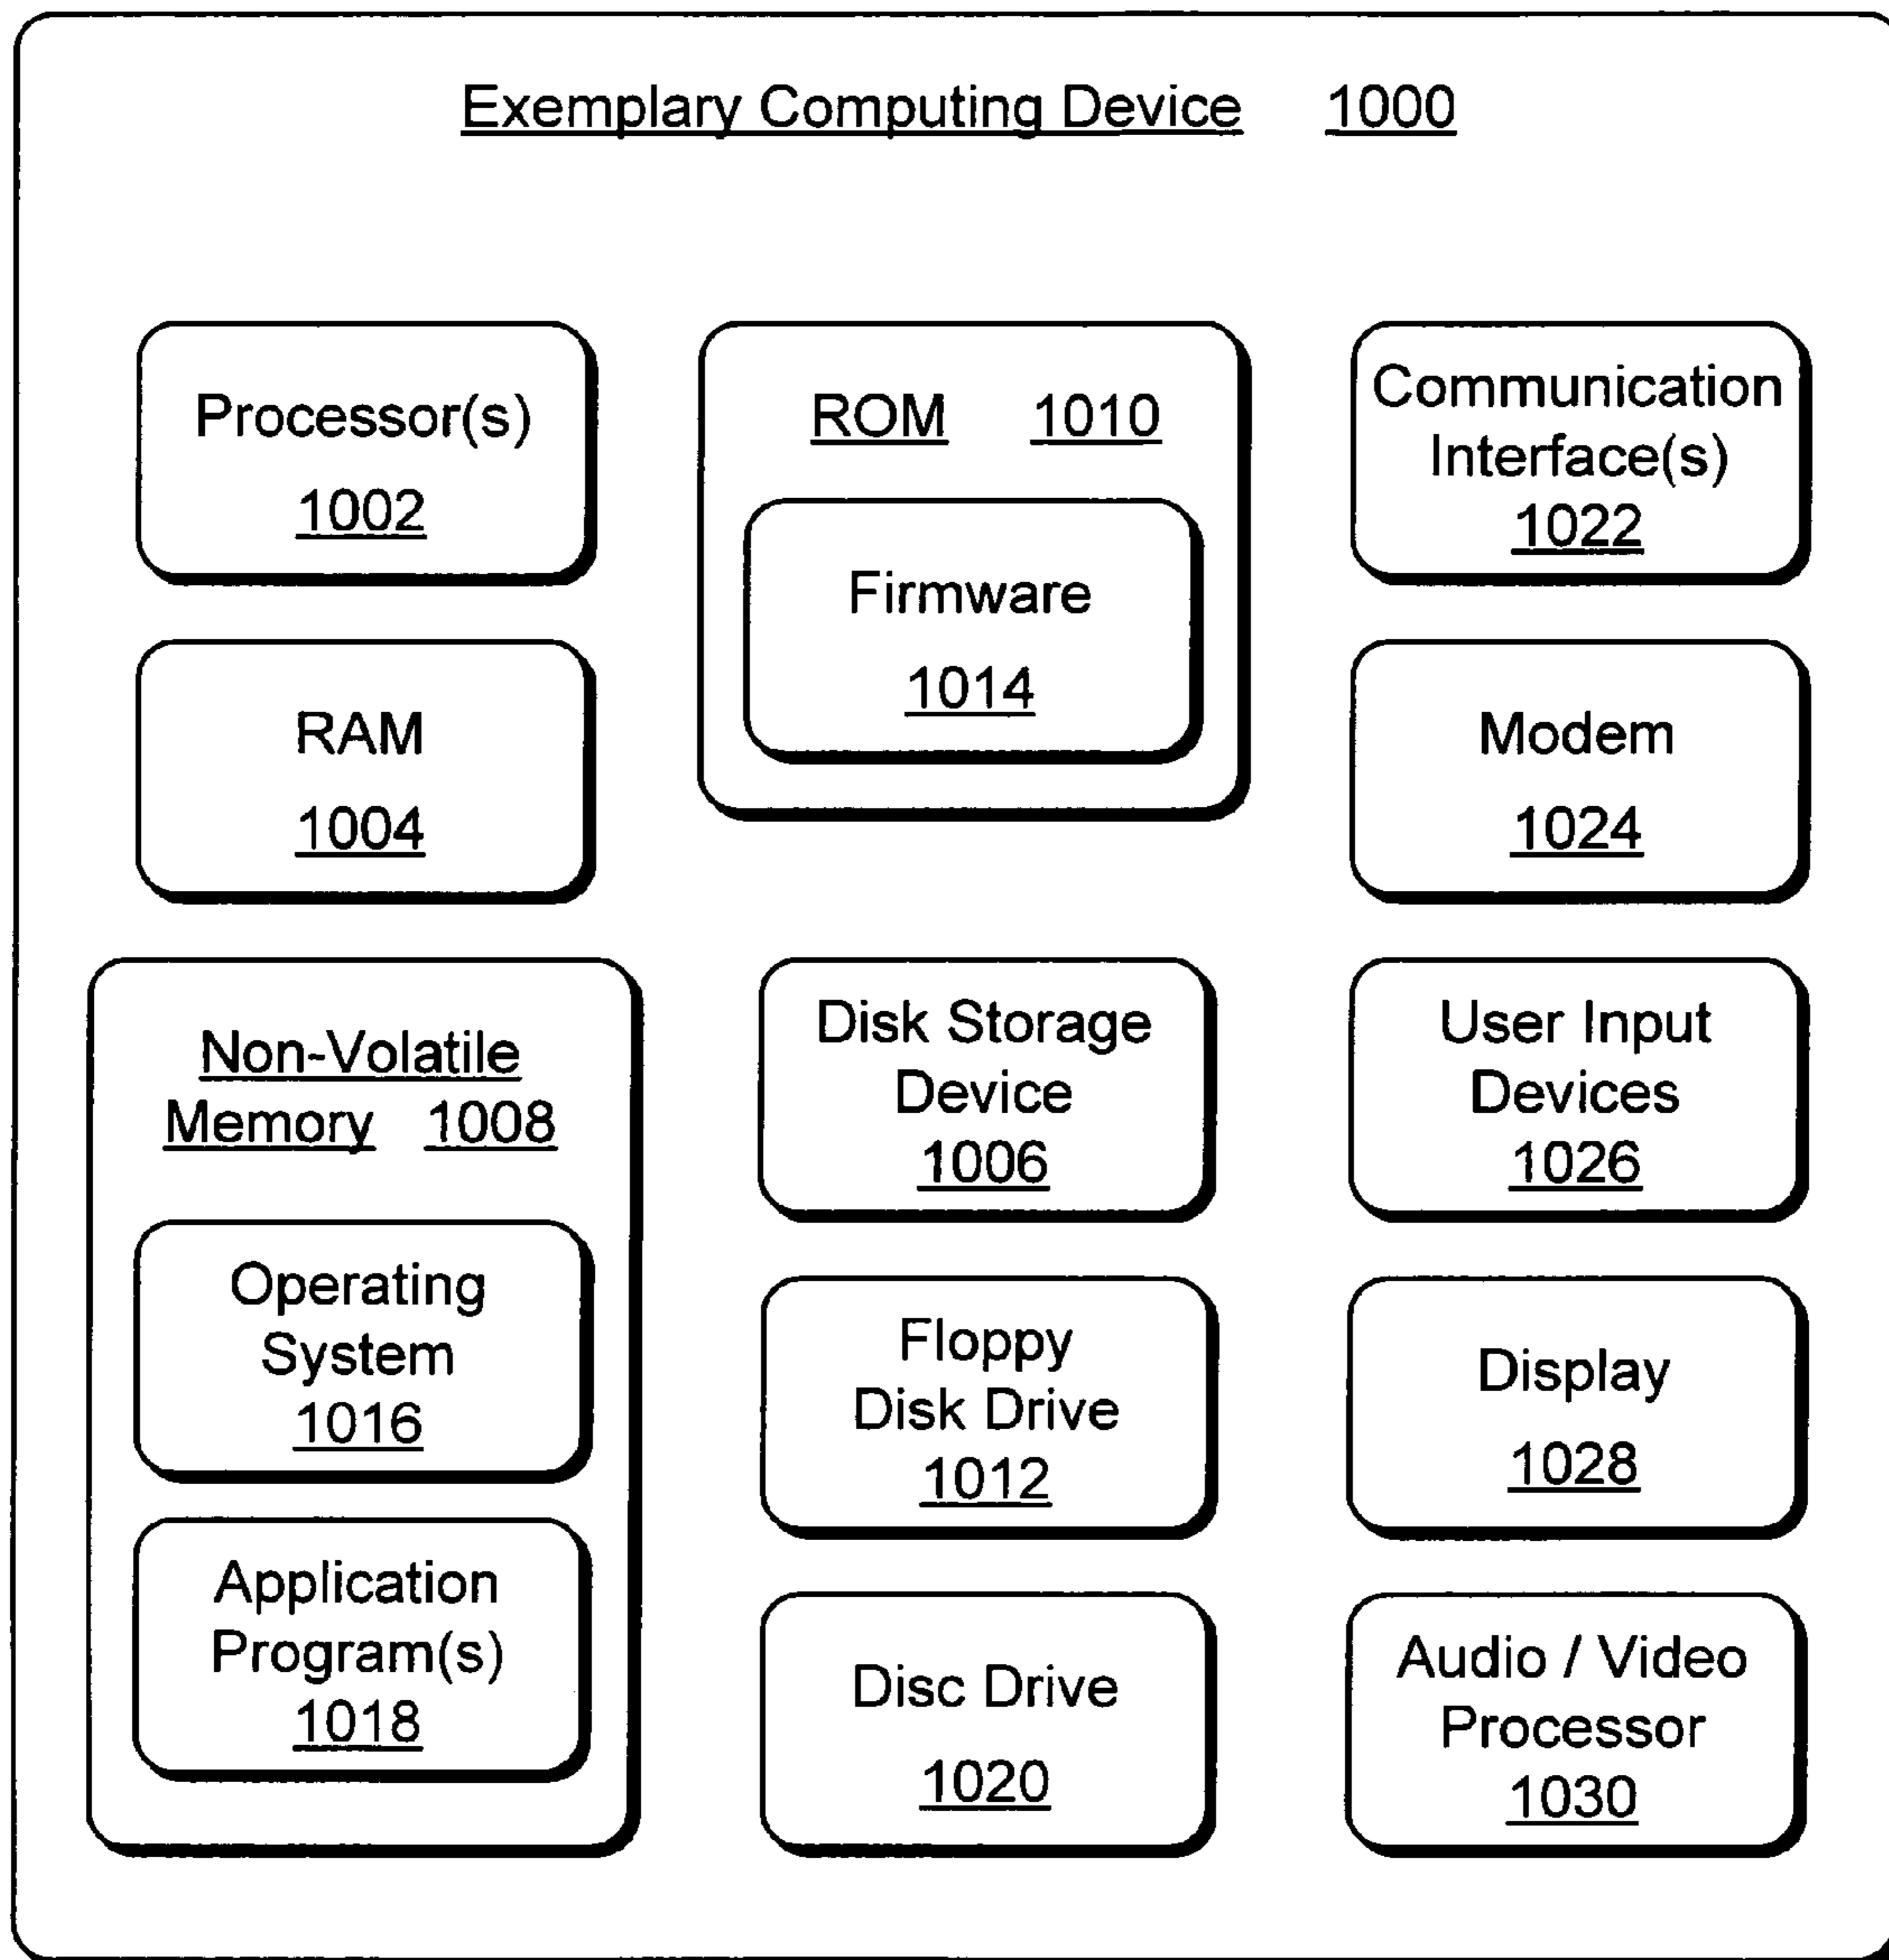 Exemplary Computing Device 1000
Processor(s)
1002
ROM 1010
Firmware
1014
Communication
Interface(s)
1022
RAM
1004
Modem
1024
Non-Volatile
Memory 1008
Operating
System
1016
Application
Program(s)
1018
Disk Storage
Device
1006
User Input
Devices
1026
Floppy
Disk Drive
1012
Display
1028
Disc Drive
1020
Audio / Video
Processor
1030